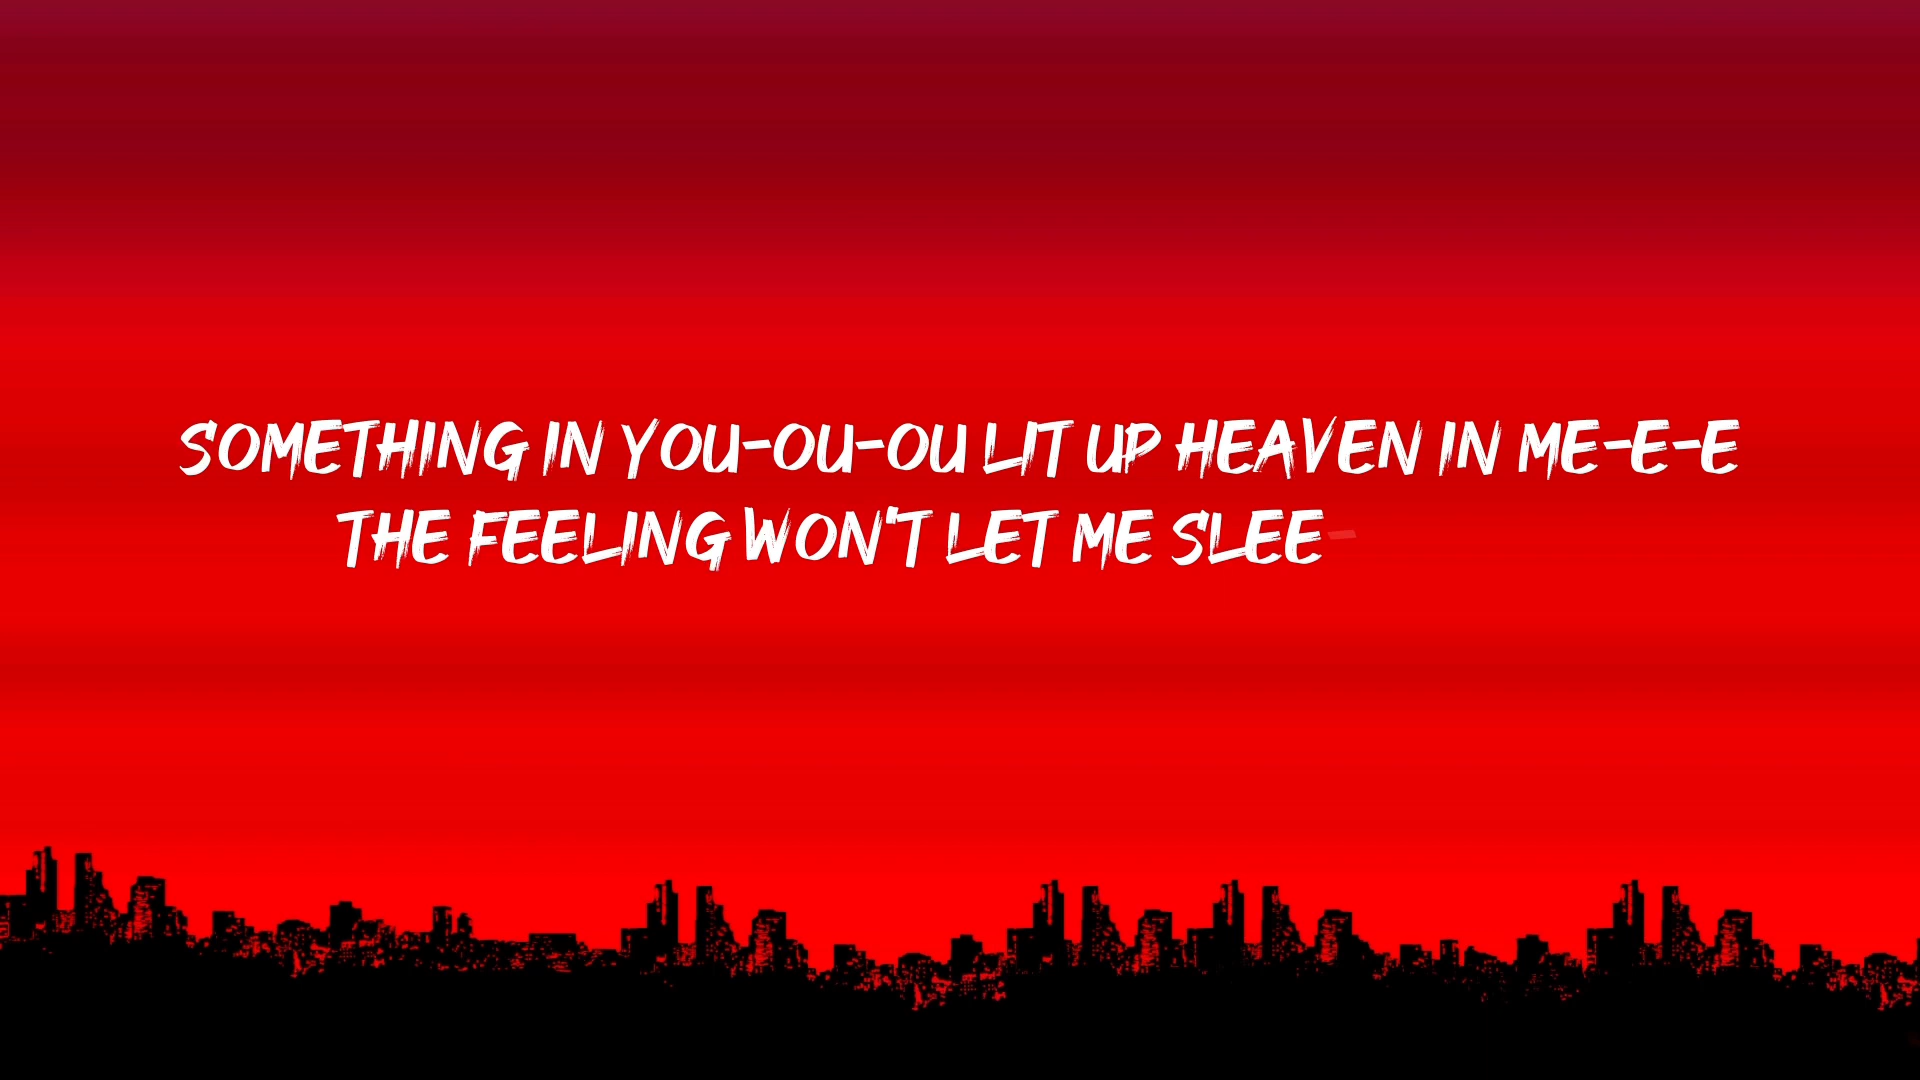 SOMETHING IN YOU-OU-OU LIT UP HEAVEN IN ME-E-E
THE FEELING WON'T LET ME SLEE-